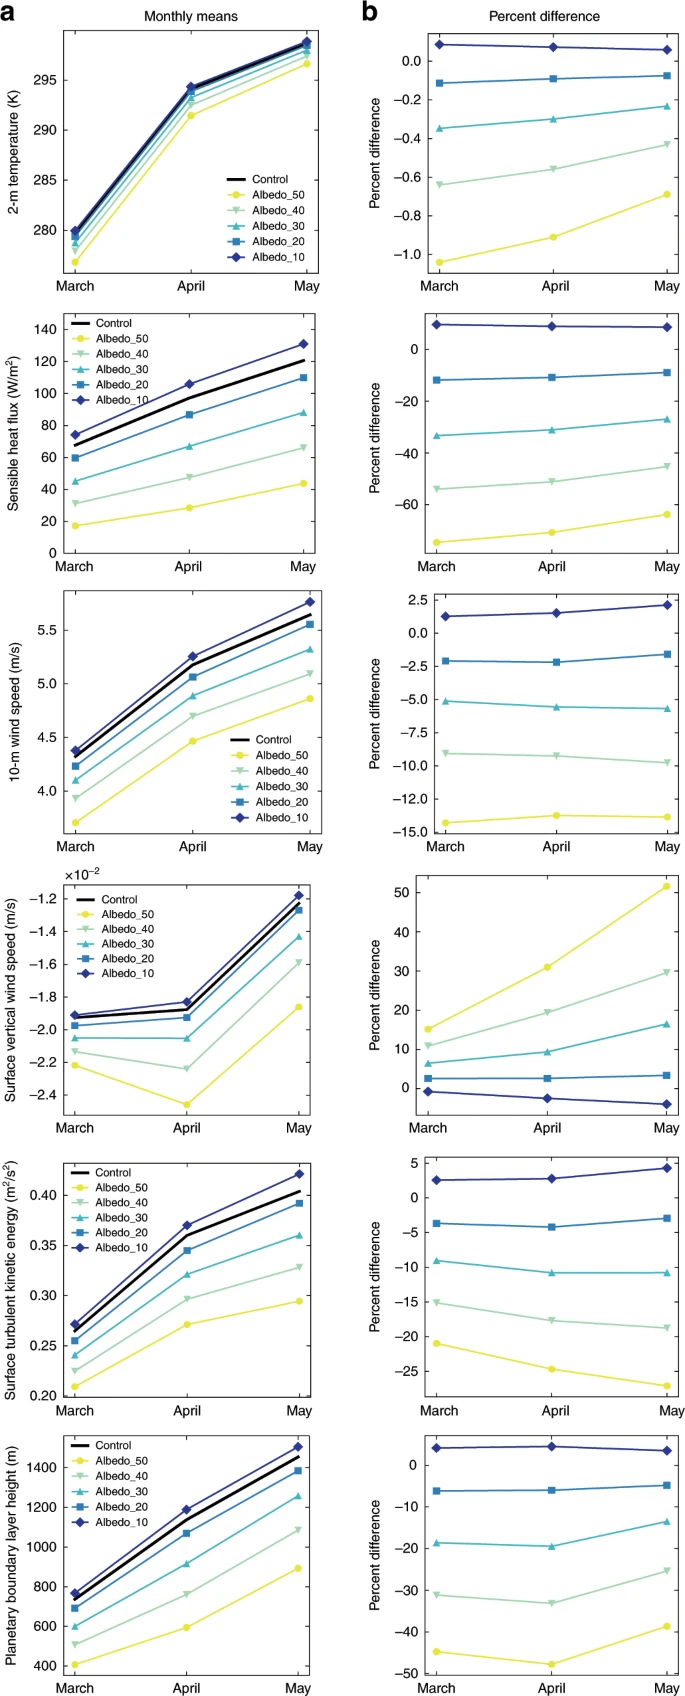 a
Monthly means
b
Percent difference
2-m temperature (K)
295
290
285
280
Control
Albedo_50
Albedo_40
Albedo_30
Albedo_20
Albedo_10
March
April
May
Percent difference
0.0
−0.2
−0.4
−0.6
−0.8
−1.0
March
April
May
Sensible heat flux (W/m²)
140
120
100
80
60
40
20
0
Control
Albedo_50
Albedo_40
Albedo_30
Albedo_20
Albedo_10
March
April
May
Percent difference
0
−20
−40
−60
March
April
May
10-m wind speed (m/s)
5.5
5.0
4.5
4.0
Control
Albedo_50
Albedo_40
Albedo_30
Albedo_20
Albedo_10
March
April
May
Percent difference
2.5
0.0
−2.5
−5.0
−7.5
−10.0
−12.0
−15.0
March
April
May
×10⁻²
Surface vertical wind speed (m/s)
−1.2
−1.4
−1.6
−1.8
−2.0
−2.2
−2.4
Control
Albedo_50
Albedo_40
Albedo_30
Albedo_20
Albedo_10
March
April
May
Percent difference
50
40
30
20
10
0
March
April
May
Surface turbulent kinetic energy (m²/s²)
0.40
0.35
0.30
0.25
0.20
Control
Albedo_50
Albedo_40
Albedo_30
Albedo_20
Albedo_10
March
April
May
Percent difference
5
0
−5
−10
−15
−20
−25
March
April
May
Planetary boundary layer height (m)
1400
1200
1000
800
600
400
Control
Albedo_50
Albedo_40
Albedo_30
Albedo_20
Albedo_10
March
April
May
Percent difference
0
−10
−20
−30
−40
−50
March
April
May